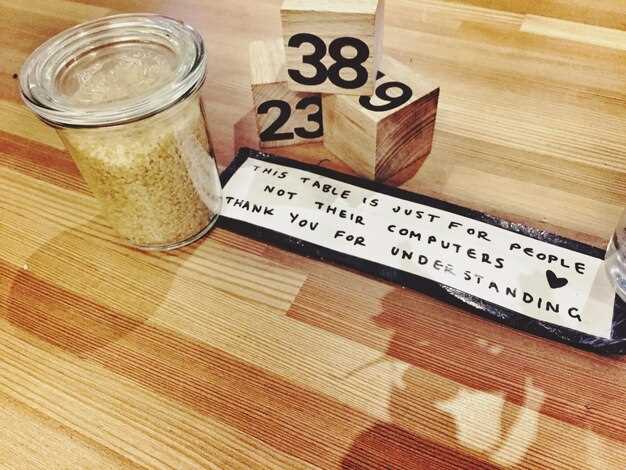 38
23
9
THIS TABLE IS JUST FOR PEOPLE
NOT THEIR COMPUTERS
THANK YOU FOR UNDERSTANDING